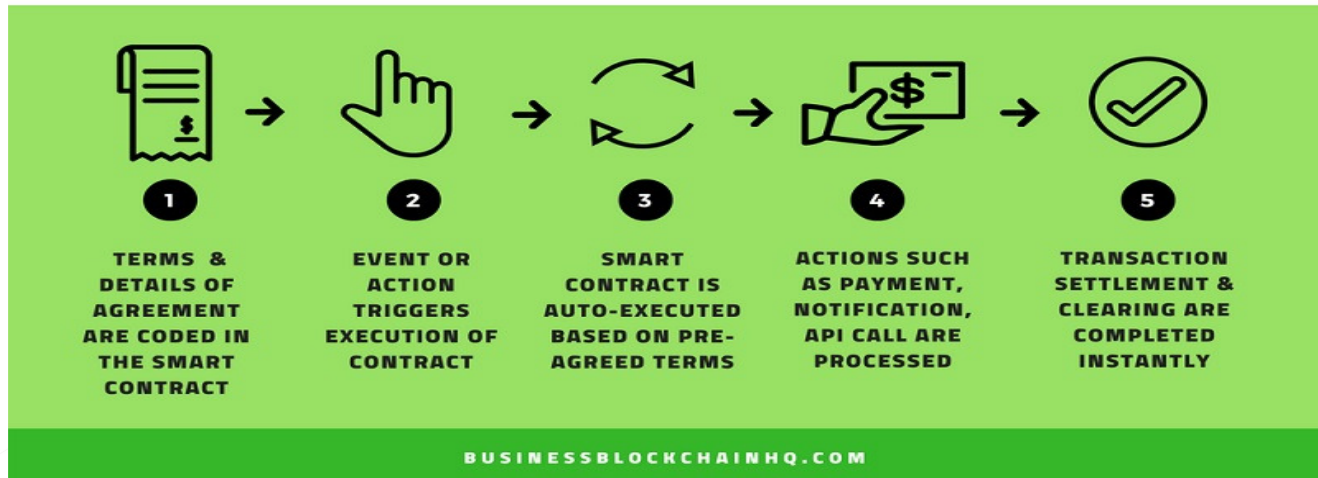 $
$
1
TERMS & DETAILS OF
AGREEMENT
ARE CODED IN
THE SMART
CONTRACT
2
EVENT OR
ACTION
TRIGGERS
EXECUTION OF
CONTRACT
3
SMART
CONTRACT IS
AUTO-EXECUTED
BASED ON PRE-
AGREED TERMS
4
ACTIONS SUCH
AS PAYMENT,
NOTIFICATION,
API CALL ARE
PROCESSED
5
TRANSACTION
SETTLEMENT &
CLEARING ARE
COMPLETED
INSTANTLY
BUSINESSBLOCKCHAINHQ.COM